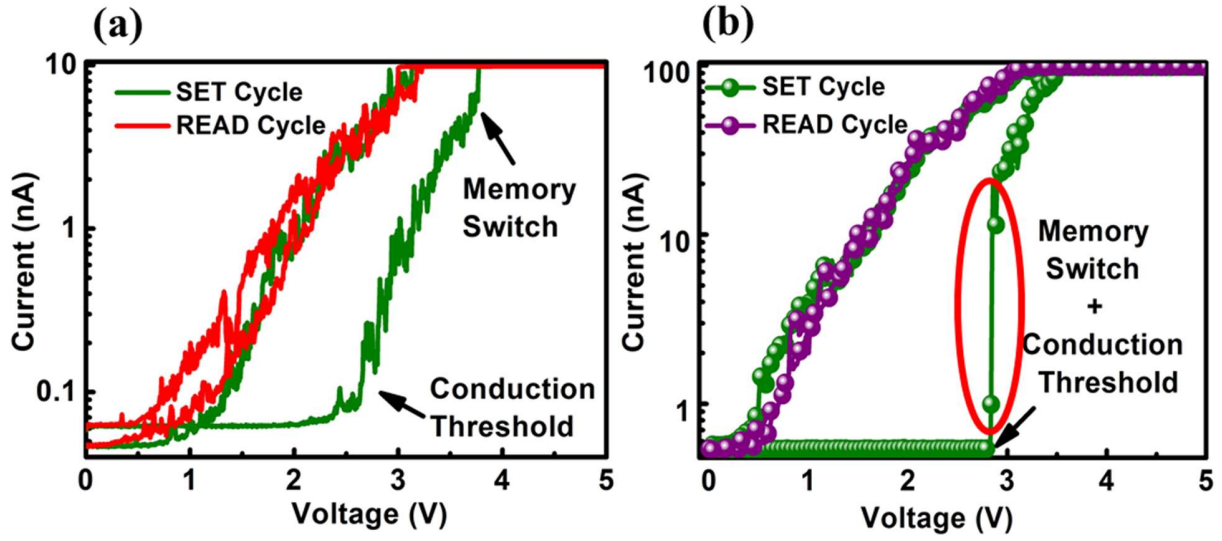 (a)
10
1
0.1
Current (nA)
SET Cycle
READ Cycle
Memory
Switch
Conduction
Threshold
0 1 2 3 4 5
Voltage (V)
(b)
100
10
1
Current (nA)
SET Cycle
READ Cycle
Memory
Switch
+
Conduction
Threshold
0 1 2 3 4 5
Voltage (V)